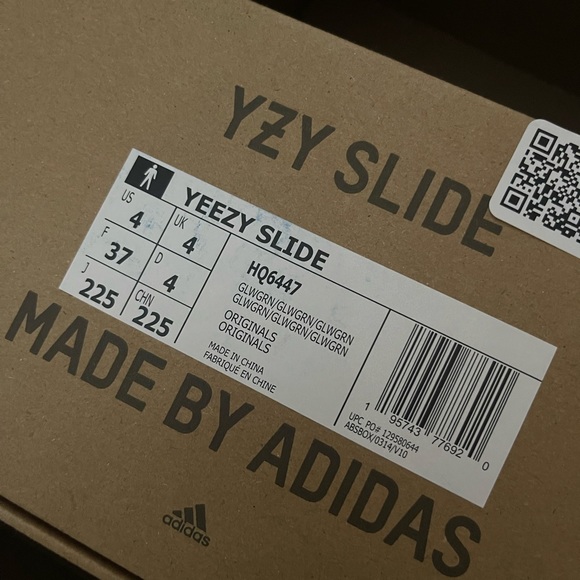 YZY SLIDE
YEEZY SLIDE
US 4
UK 4
F 37
D 4
J 225
CHN 225
HQ6447
GLWGRN/GLWGRN/GLWGRN
GLWGRN/GLWGRN/GLWGRN
ORIGINALS
ORIGINALS
MADE IN CHINA
FABRIQUÉ EN CHINE
1 95743 77692 0
UPC PO# 129580644
ABSBOX/0314/V10
MADE BY ADIDAS
adidas